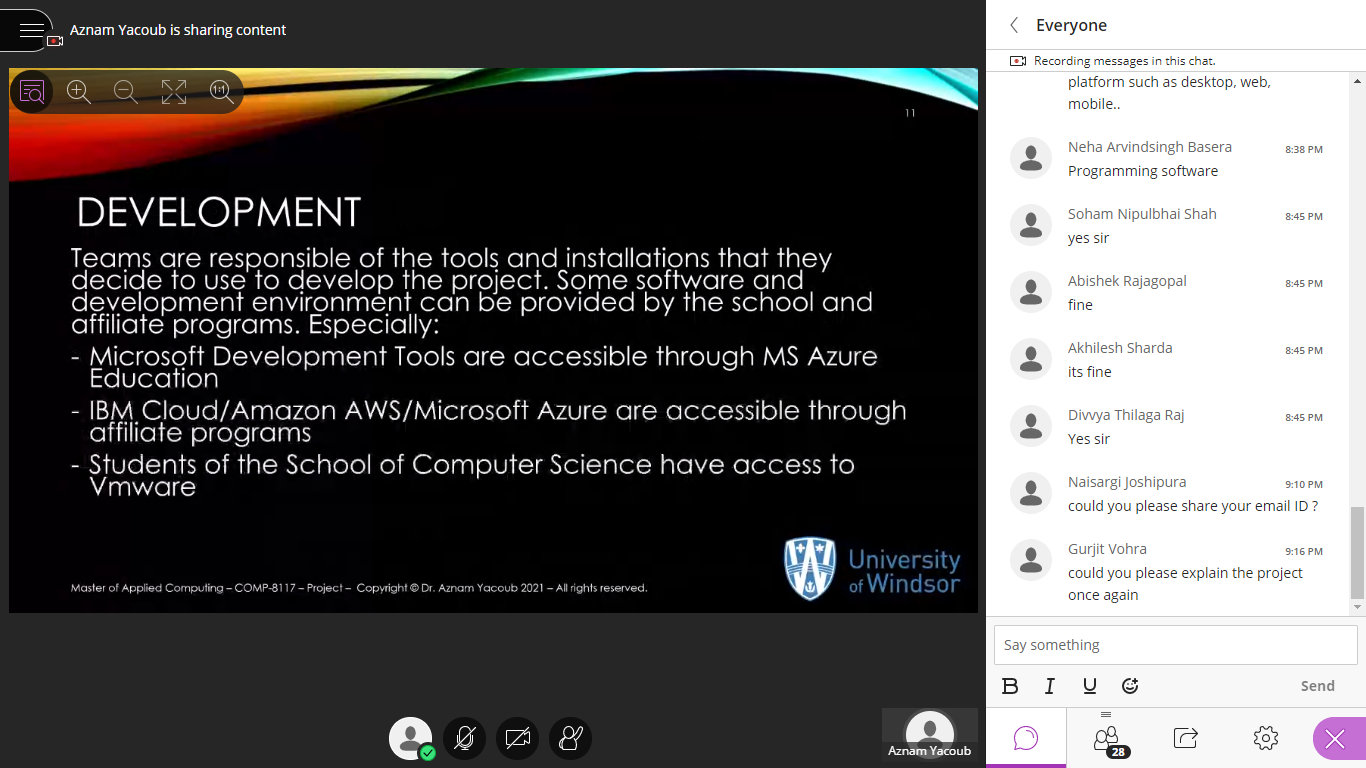 Aznam Yacoub is sharing content
1:1
11
DEVELOPMENT
Teams are responsible of the tools and installations that they
decide to use to develop the project. Some software and
development environment can be provided by the school and
affiliate programs. Especially:
- Microsoft Development Tools are accessible through MS Azure
Education
- IBM Cloud/Amazon AWS/Microsoft Azure are accessible through
affiliate programs
- Students of the School of Computer Science have access to
Vmware
University
of Windsor
Master of Applied Computing – COMP-8117 – Project – Copyright © Dr. Aznam Yacoub 2021 – All rights reserved.
Aznam Yacoub
Everyone
Recording messages in this chat.
platform such as desktop, web,
mobile..
Neha Arvindsingh Basera 8:38 PM
Programming software
Soham Nipulbhai Shah 8:45 PM
yes sir
Abishek Rajagopal 8:45 PM
fine
Akhilesh Sharda 8:45 PM
its fine
Divvya Thilaga Raj 8:45 PM
Yes sir
Naisargi Joshipura 9:10 PM
could you please share your email ID ?
Gurjit Vohra 9:16 PM
could you please explain the project
once again
Say something
B I U Send
28